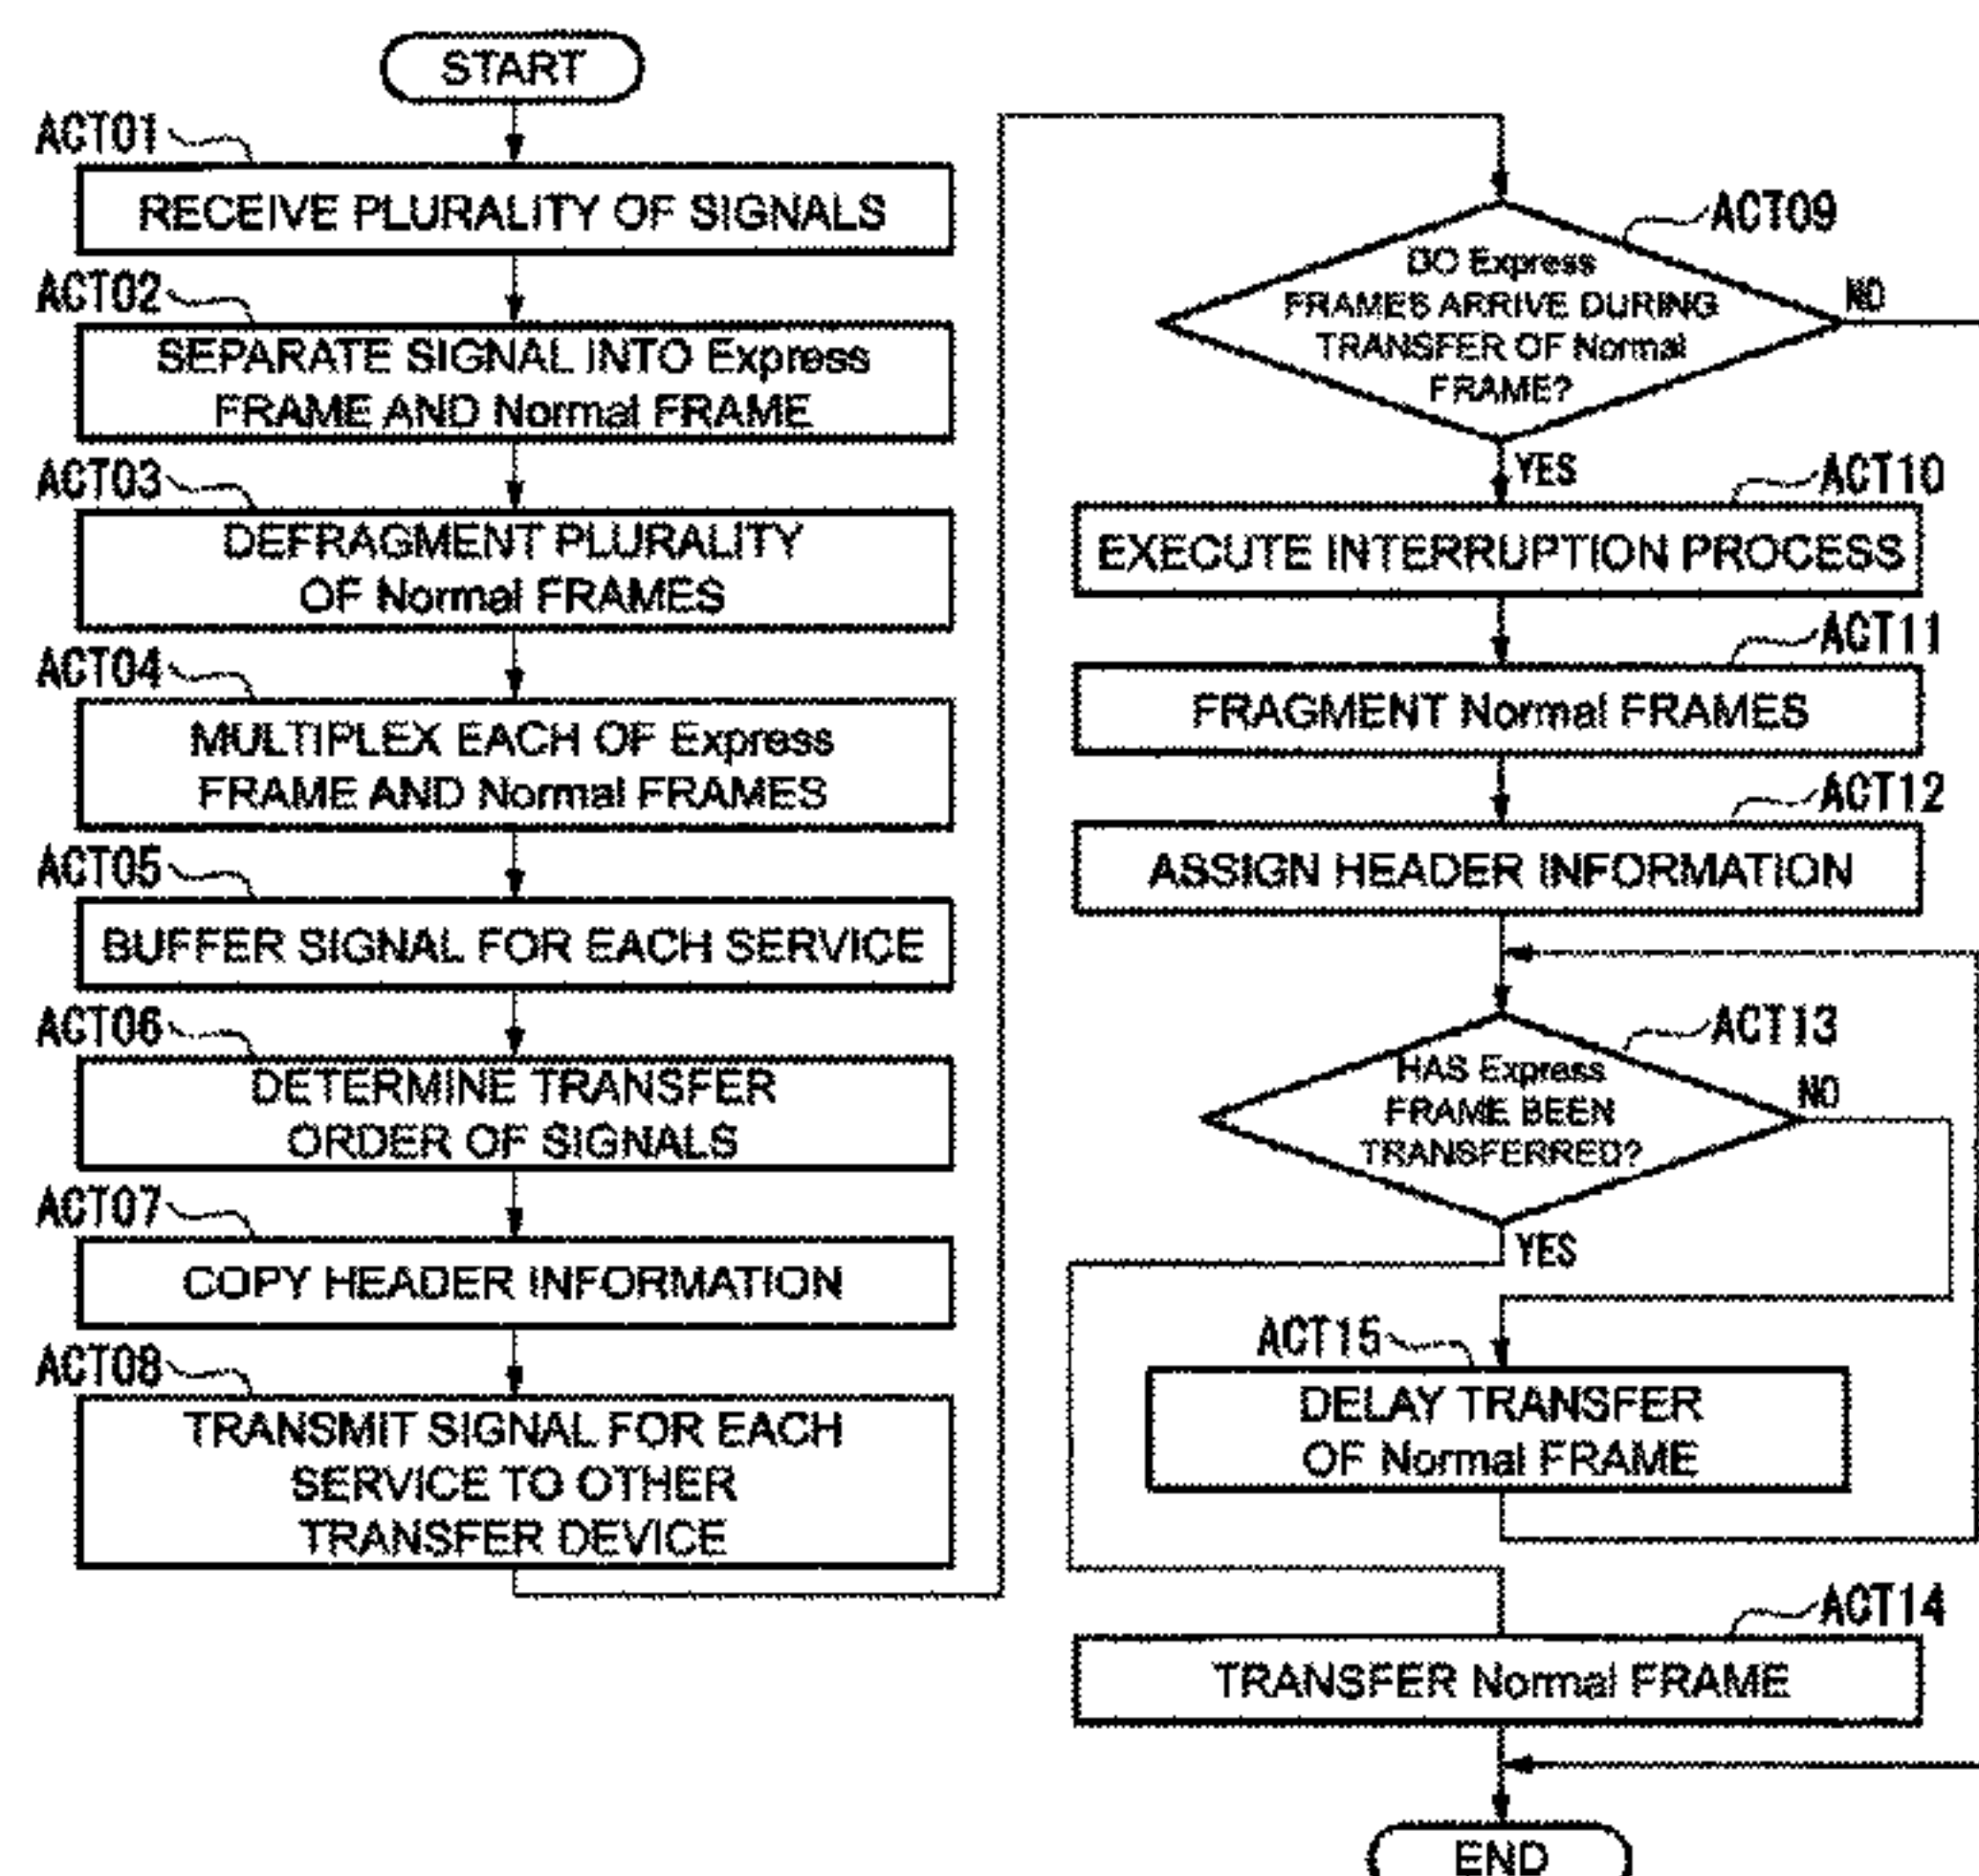 START
ACT01
RECEIVE PLURALITY OF SIGNALS
ACT02
SEPARATE SIGNAL INTO Express
FRAME AND Normal FRAME
ACT03
DEFRAGMENT PLURALITY
OF Normal FRAMES
ACT04
MULTIPLEX EACH OF Express
FRAME AND Normal FRAMES
ACT05
BUFFER SIGNAL FOR EACH SERVICE
ACT06
DETERMINE TRANSFER
ORDER OF SIGNALS
ACT07
COPY HEADER INFORMATION
ACT08
TRANSMIT SIGNAL FOR EACH
SERVICE TO OTHER
TRANSFER DEVICE
ACT09
DO Express
FRAMES ARRIVE DURING
TRANSFER OF Normal
FRAME?
NO
YES
ACT10
EXECUTE INTERRUPTION PROCESS
ACT11
FRAGMENT Normal FRAMES
ACT12
ASSIGN HEADER INFORMATION
ACT13
HAS Express
FRAME BEEN
TRANSFERRED?
NO
YES
ACT15
DELAY TRANSFER
OF Normal FRAME
ACT14
TRANSFER Normal FRAME
END